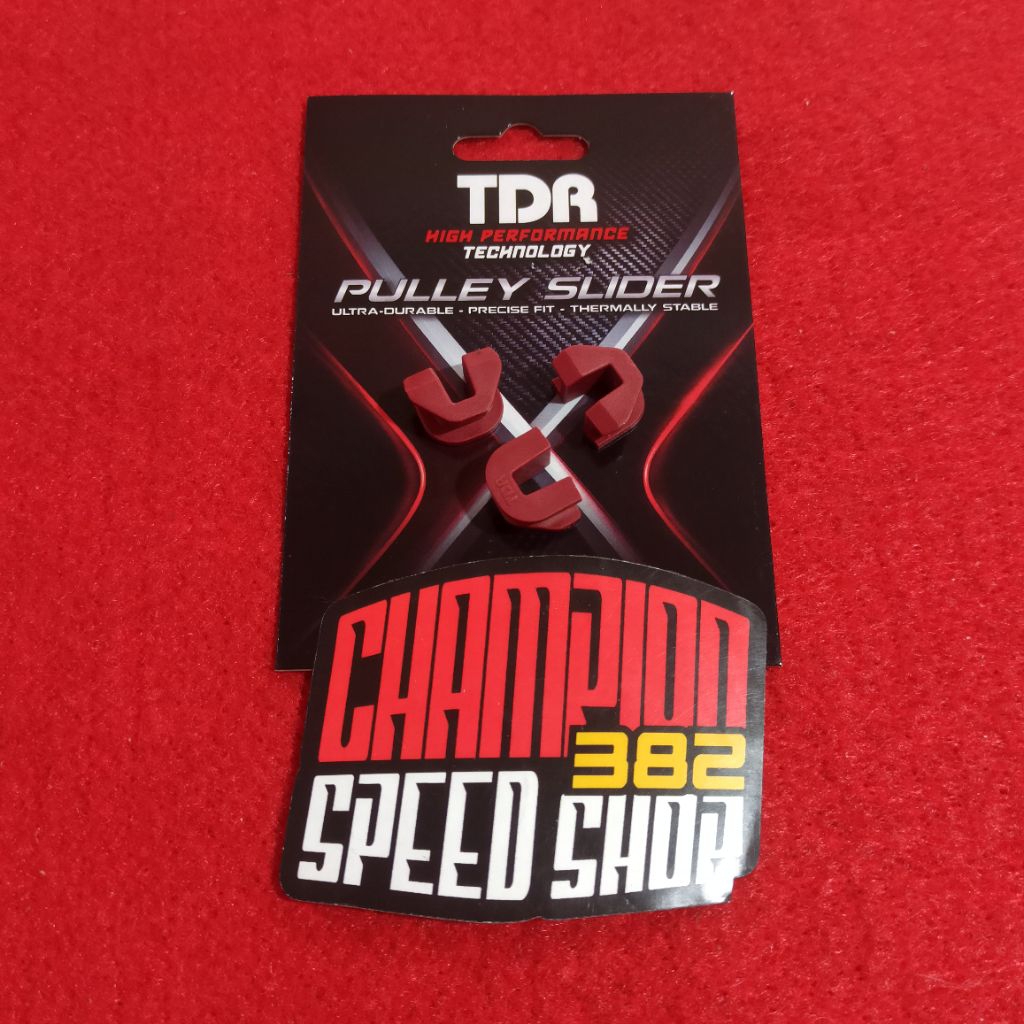 TDR
HIGH PERFORMANCE
TECHNOLOGY
PULLEY SLIDER
ULTRA-DURABLE - PRECISE FIT - THERMALLY STABLE
CHAMPION
382
SPEED SHOP